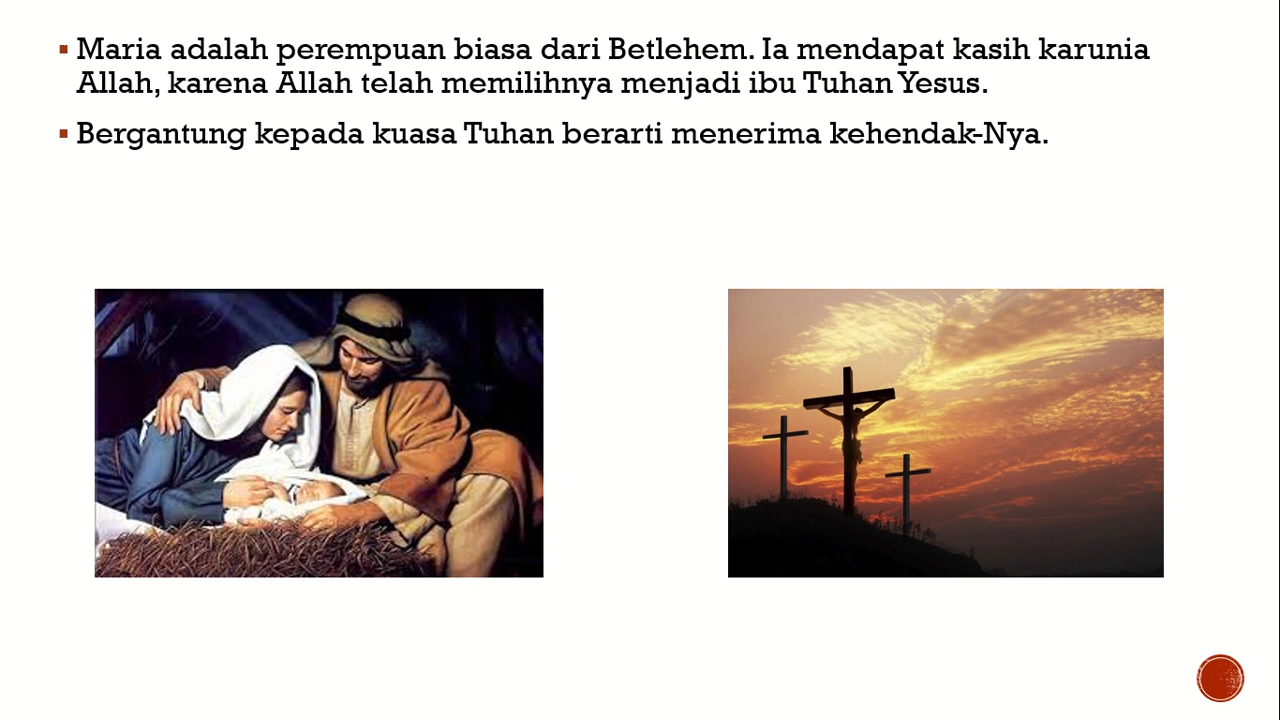 Maria adalah perempuan biasa dari Betlehem. Ia mendapat kasih karunia
Allah, karena Allah telah memilihnya menjadi ibu Tuhan Yesus.
Bergantung kepada kuasa Tuhan berarti menerima kehendak-Nya.